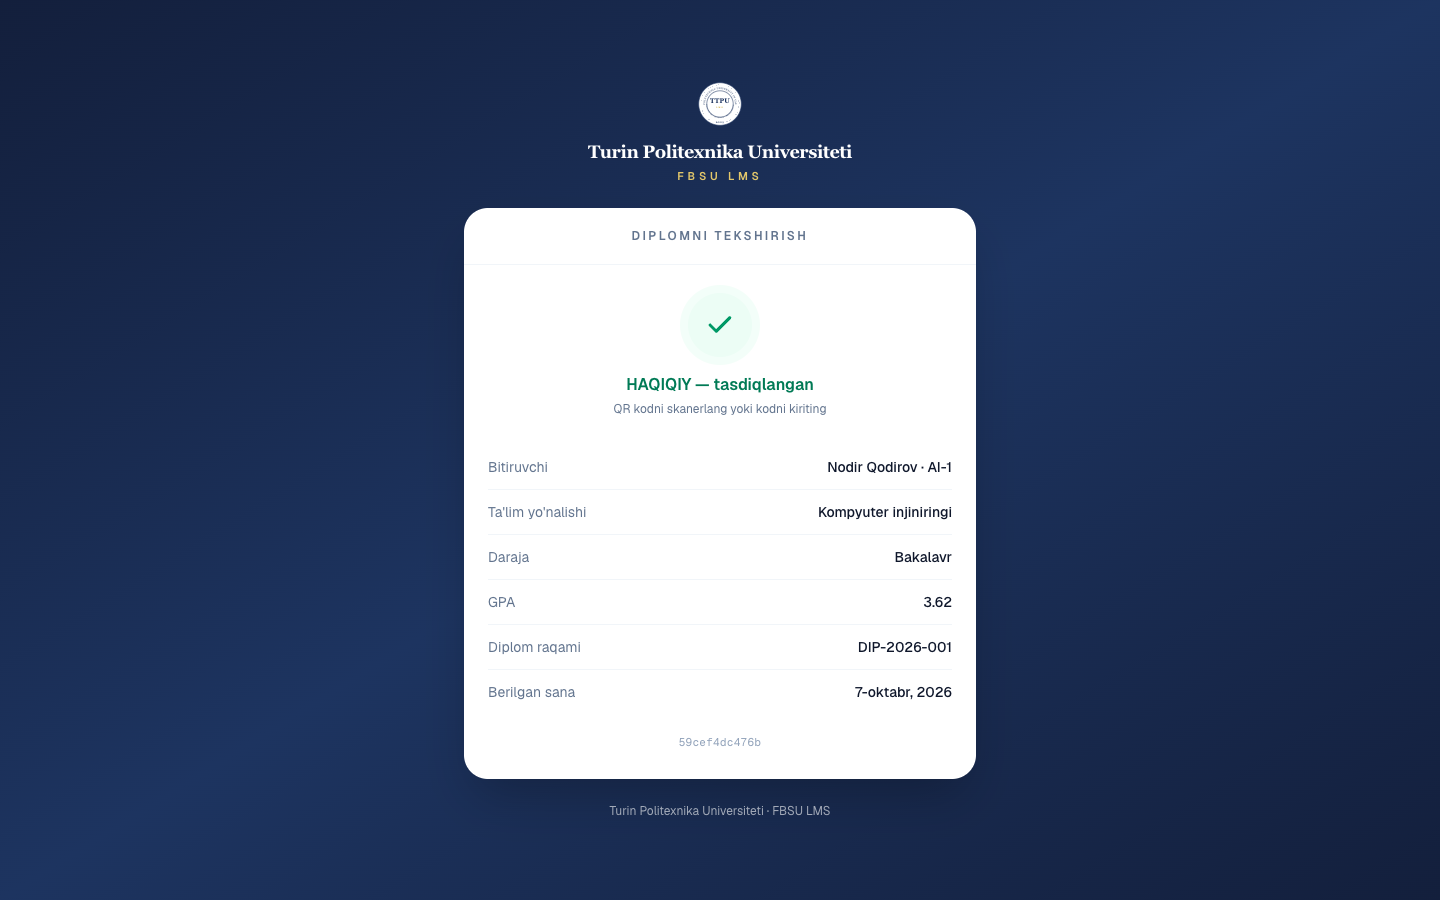 TTPU
Turin Politexnika Universiteti
FBSU LMS
DIPLOMNI TEKSHIRISH
HAQIQIY — tasdiqlangan
QR kodni skanerlang yoki kodni kiriting
Bitiruvchi Nodir Qodirov · AI-1
Ta'lim yo'nalishi Kompyuter injiniringi
Daraja Bakalavr
GPA 3.62
Diplom raqami DIP-2026-001
Berilgan sana 7-oktabr, 2026
59cef4dc476b
Turin Politexnika Universiteti · FBSU LMS